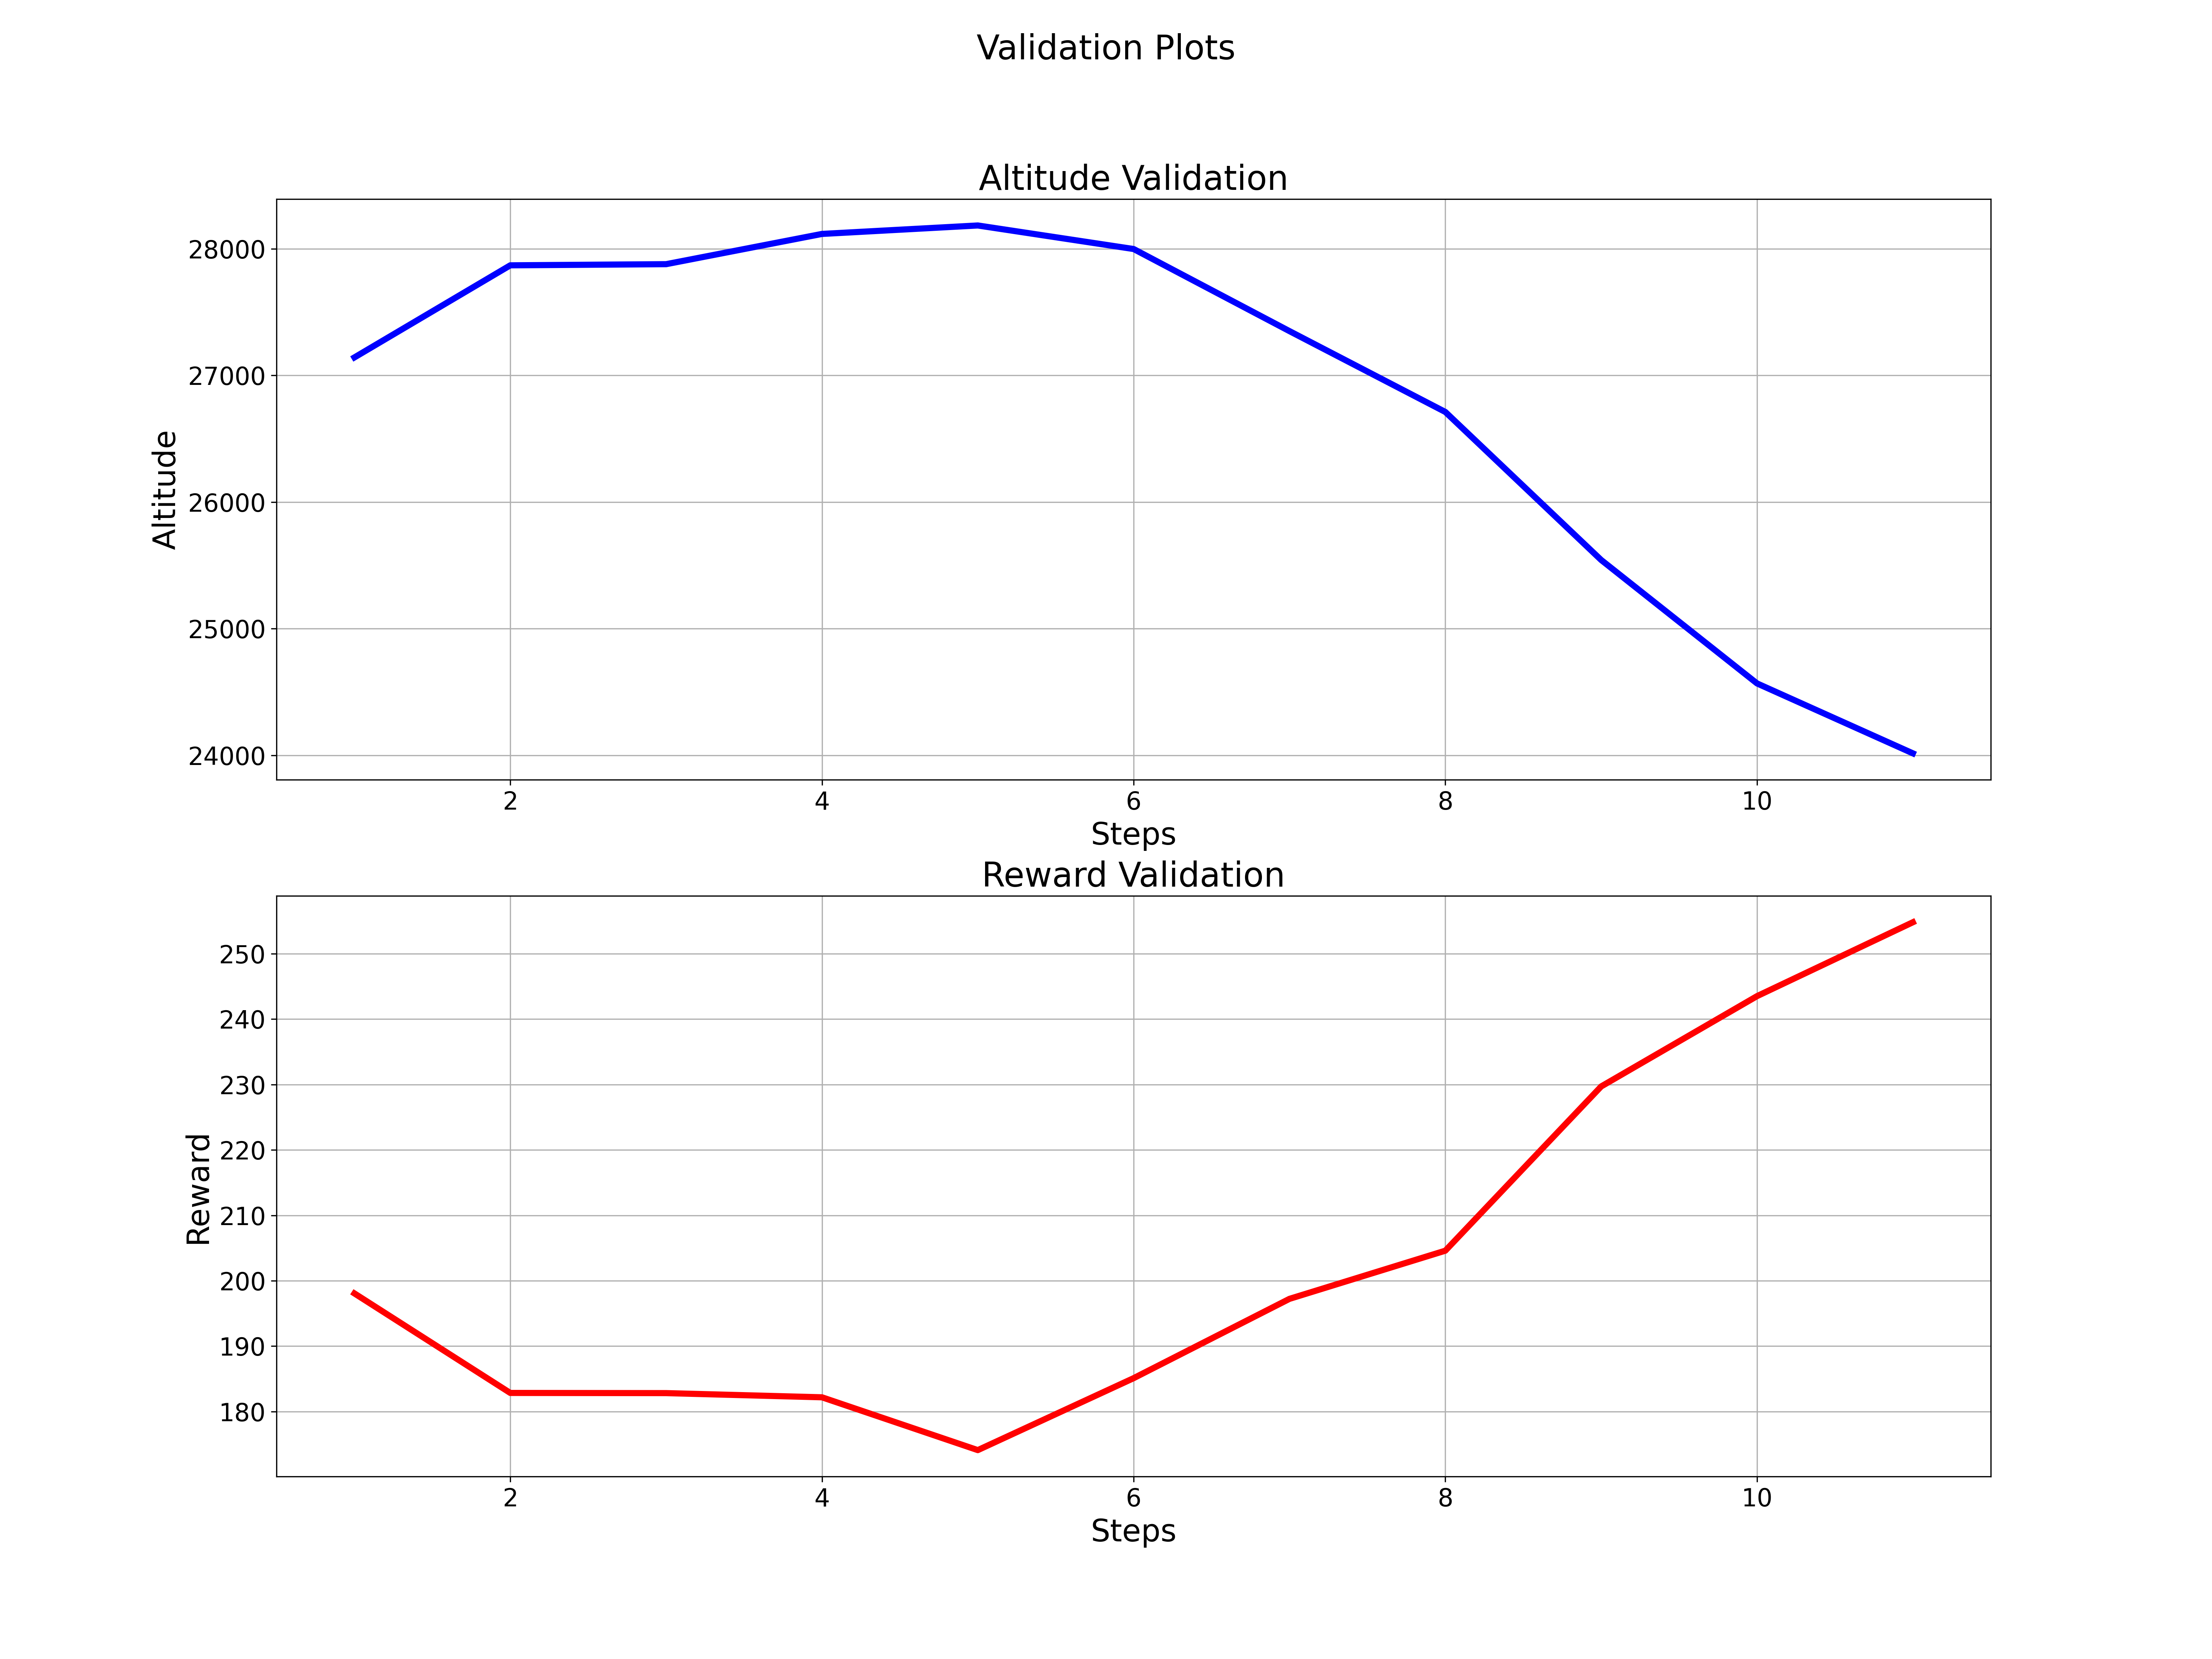 Validation Plots
Altitude Validation
28000
27000
26000
25000
24000
Altitude
2 4 6 8 10
Steps
Reward Validation
250
240
230
220
210
200
190
180
Reward
2 4 6 8 10
Steps